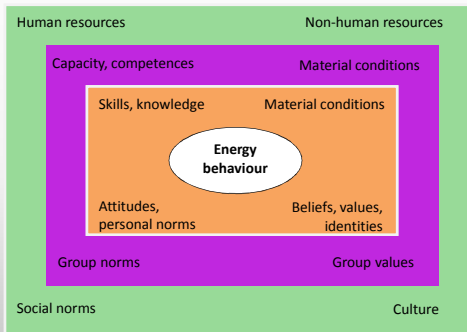 Human resources
Non-human resources
Capacity, competences
Material conditions
Skills, knowledge
Material conditions
Energy
behaviour
Attitudes,
personal norms
Beliefs, values,
identities
Group norms
Group values
Social norms
Culture